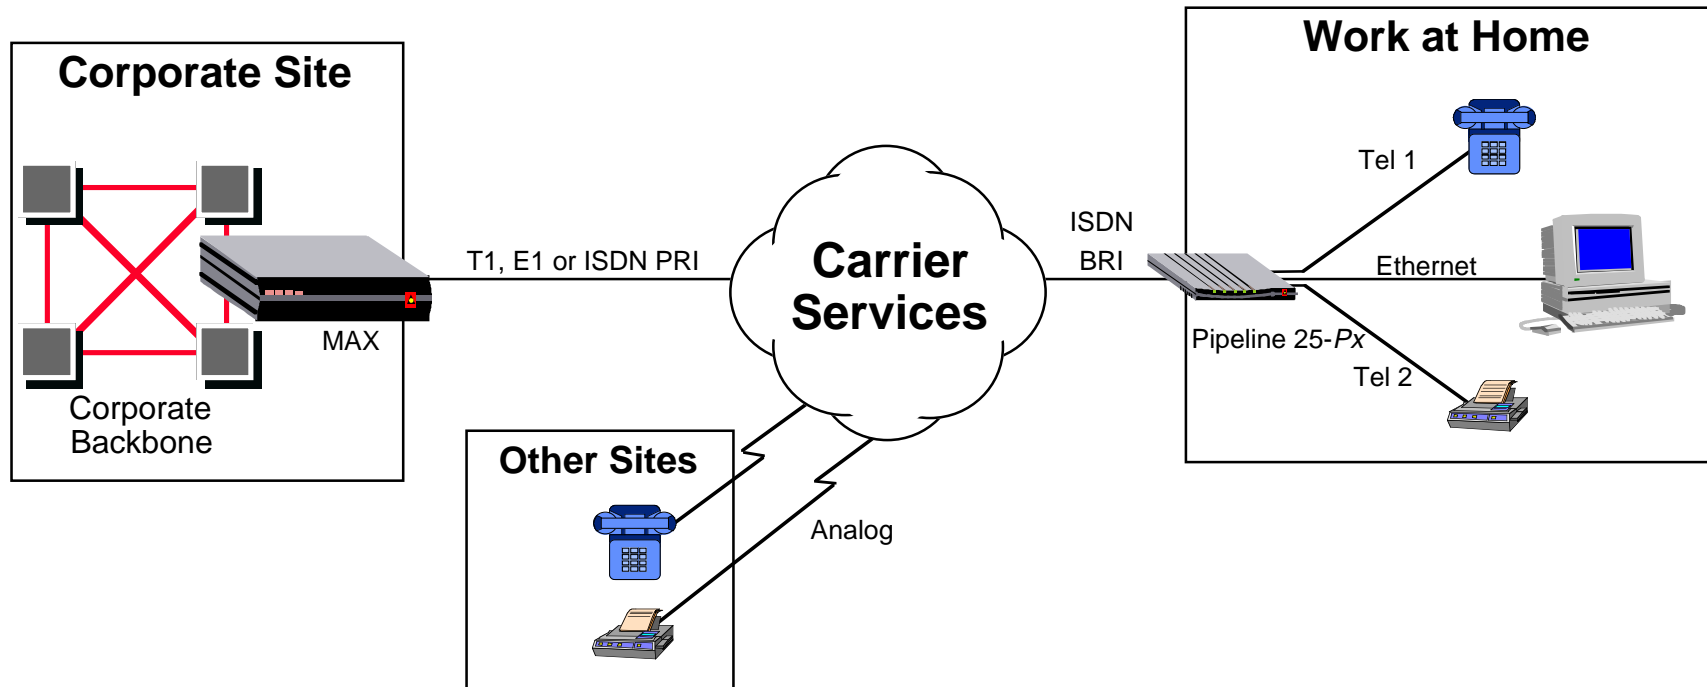 Corporate Site
MAX
Corporate
Backbone
T1, E1 or ISDN PRI
Carrier
Services
Other Sites
Analog
ISDN
BRI
Work at Home
Tel 1
Ethernet
Pipeline 25-Px
Tel 2